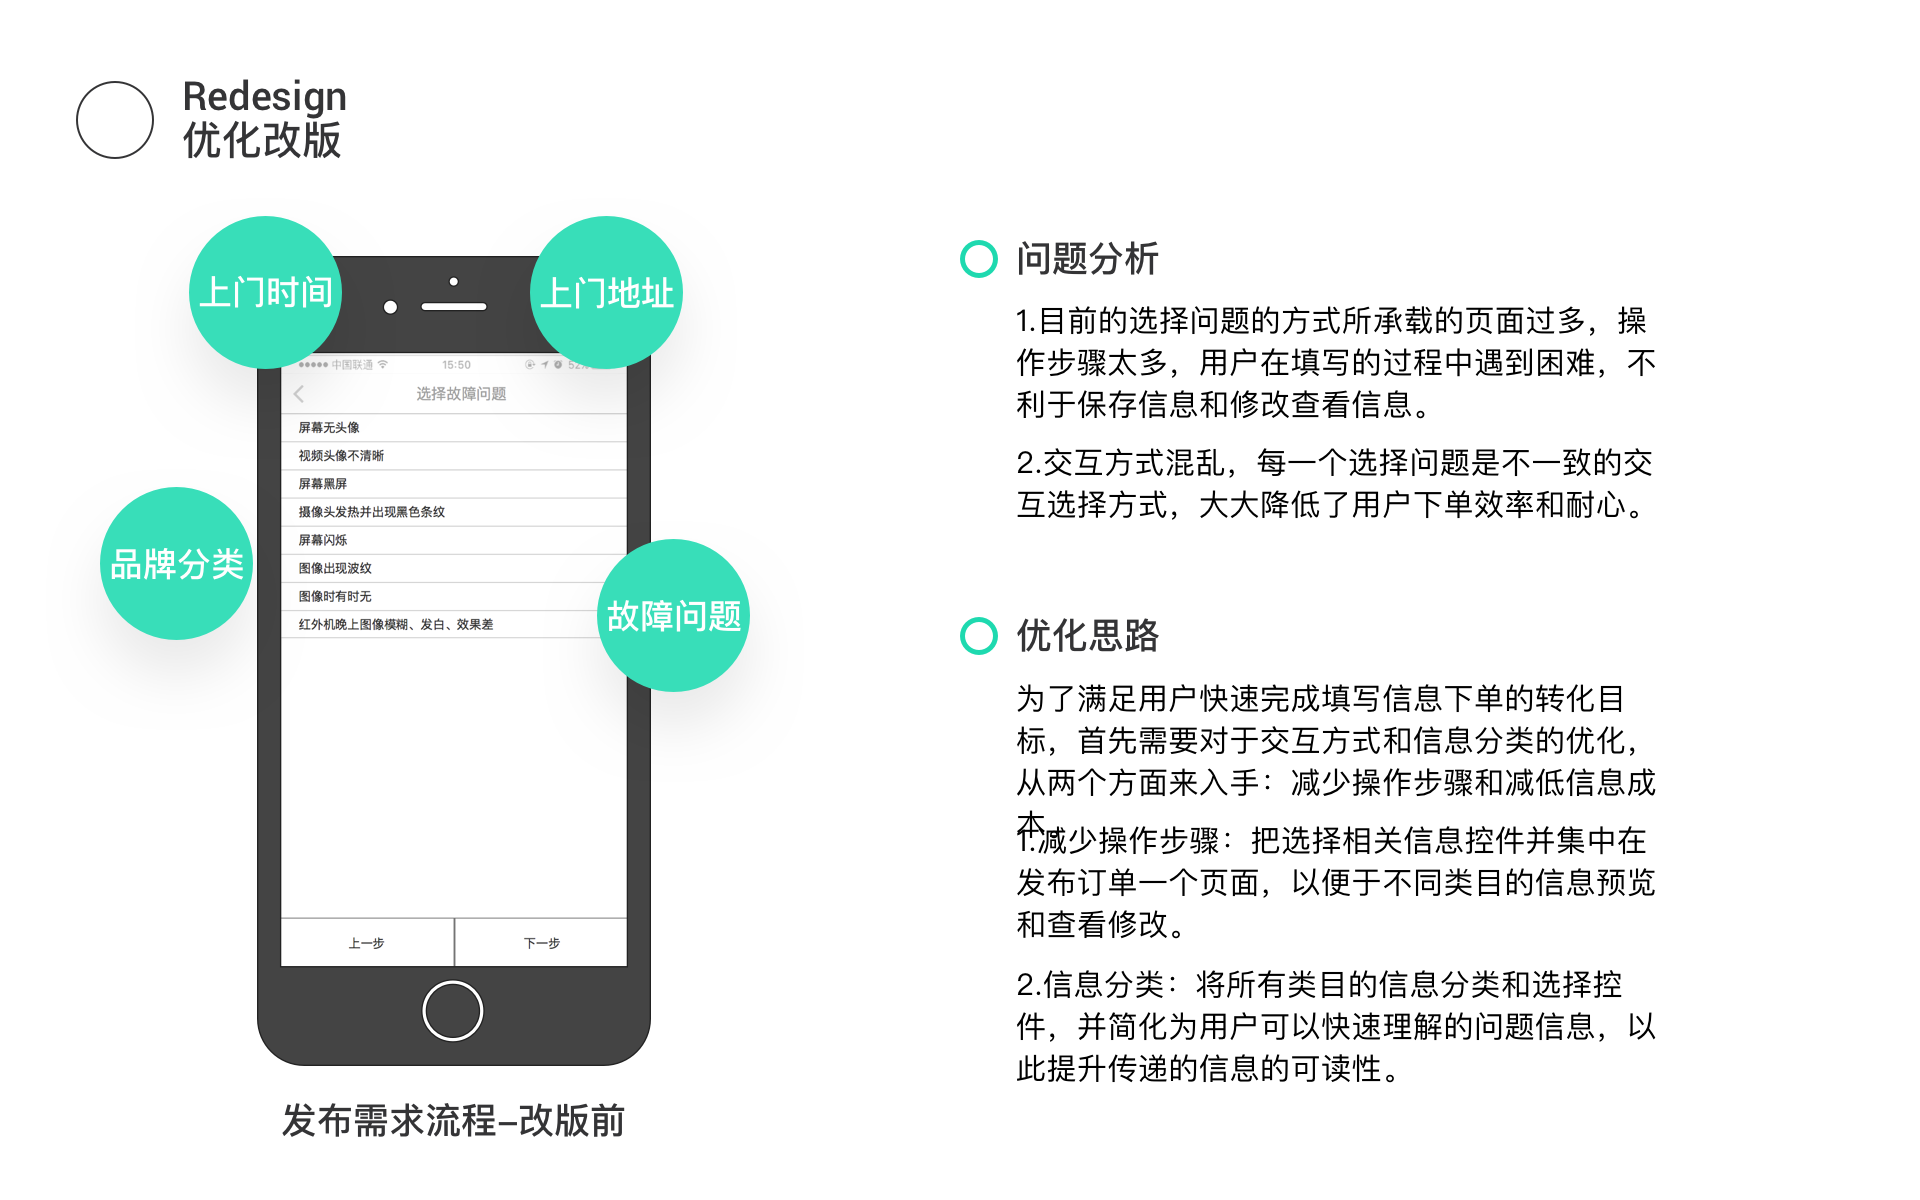 Redesign
优化改版
上门时间
上门地址
中国联通
15:50
选择故障问题
屏幕无头像
视频头像不清晰
屏幕黑屏
摄像头发热并出现黑色条纹
屏幕闪烁
图像出现波纹
图像时有时无
红外机晚上图像模糊、发白、效果差
品牌分类
故障问题
上一步
下一步
发布需求流程–改版前
问题分析
1.目前的选择问题的方式所承载的页面过多，操
作步骤太多，用户在填写的过程中遇到困难，不
利于保存信息和修改查看信息。
2.交互方式混乱，每一个选择问题是不一致的交
互选择方式，大大降低了用户下单效率和耐心。
优化思路
为了满足用户快速完成填写信息下单的转化目
标，首先需要对于交互方式和信息分类的优化，
从两个方面来入手：减少操作步骤和减低信息成
本。
1.减少操作步骤：把选择相关信息控件并集中在
发布订单一个页面，以便于不同类目的信息预览
和查看修改。
2.信息分类：将所有类目的信息分类和选择控
件，并简化为用户可以快速理解的问题信息，以
此提升传递的信息的可读性。